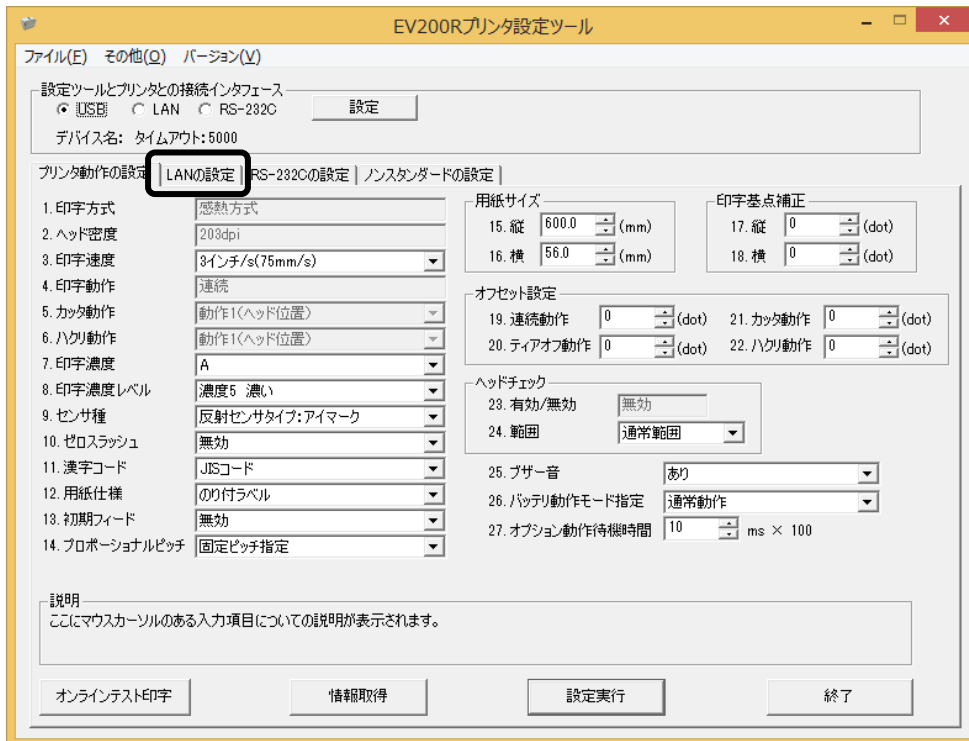 EV200Rプリンタ設定ツール
ファイル(F) その他(O) バージョン(V)
設定ツールとプリンタとの接続インタフェース
USB LAN RS-232C 設定
デバイス名: タイムアウト:5000
プリンタ動作の設定 LANの設定 RS-232Cの設定 ノンスタンダードの設定
1.印字方式 感熱方式
2.ヘッド密度 203dpi
3.印字速度 3インチ/s(75mm/s)
4.印字動作 連続
5.カッタ動作 動作1(ヘッド位置)
6.ハクリ動作 動作1(ヘッド位置)
7.印字濃度 A
8.印字濃度レベル 濃度5 濃い
9.センサ種 反射センサタイプ:アイマーク
10.ゼロスラッシュ 無効
11.漢字コード JISコード
12.用紙仕様 のり付ラベル
13.初期フィード 無効
14.プロポーショナルピッチ 固定ピッチ指定
用紙サイズ
15.縦 600.0 (mm)
16.横 56.0 (mm)
印字基点補正
17.縦 0 (dot)
18.横 0 (dot)
オフセット設定
19.連続動作 0 (dot) 21.カッタ動作 0 (dot)
20.ティアオフ動作 0 (dot) 22.ハクリ動作 0 (dot)
ヘッドチェック
23.有効/無効 無効
24.範囲 通常範囲
25.ブザー音 あり
26.バッテリ動作モード指定 通常動作
27.オプション動作待機時間 10 ms × 100
説明
ここにマウスカーソルのある入力項目についての説明が表示されます。
オンラインテスト印字 情報取得 設定実行 終了